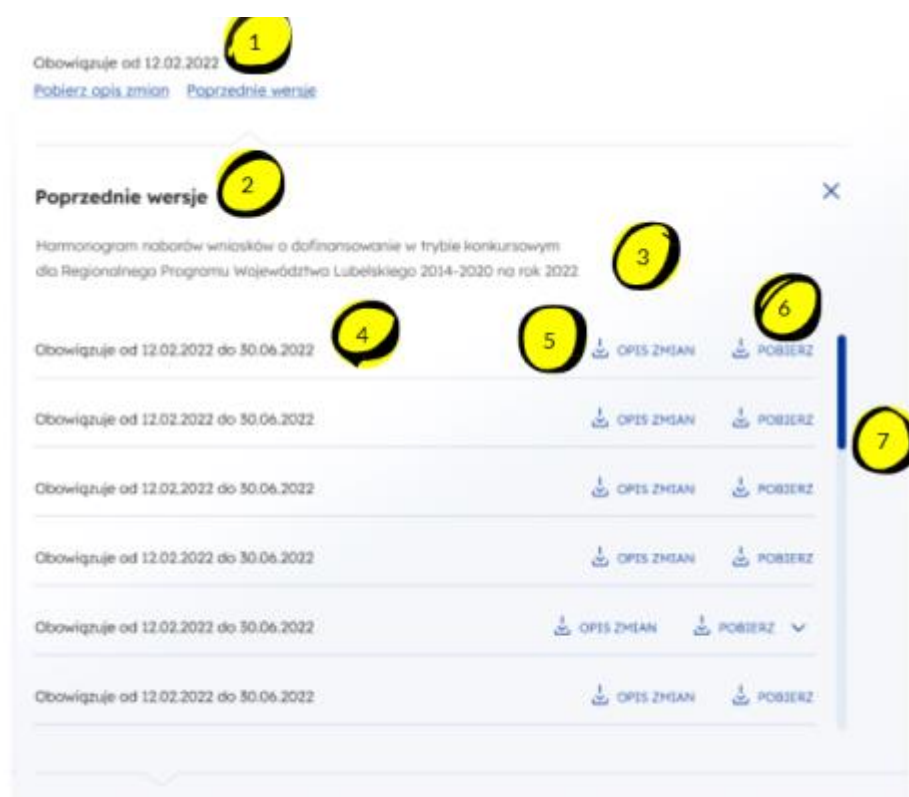 1
Obowiązuje od 12.02.2022
Pobierz opis zmian Poprzednie wersje
2
Poprzednie wersje
Harmonogram naborów wniosków o dofinansowanie w trybie konkursowym
3
dla Regionalnego Programu Województwa Lubelskiego 2014-2020 na rok 2022
6
4
5
Obowiązuje od 12.02.2022 do 30.06.2022 OPIS ZMIAN POBIERZ
Obowiązuje od 12.02.2022 do 30.06.2022 OPIS ZMIAN POBIERZ
7
Obowiązuje od 12.02.2022 do 30.06.2022 OPIS ZMIAN POBIERZ
Obowiązuje od 12.02.2022 do 30.06.2022 OPIS ZMIAN POBIERZ
Obowiązuje od 12.02.2022 do 30.06.2022 OPIS ZMIAN POBIERZ
Obowiązuje od 12.02.2022 do 30.06.2022 OPIS ZMIAN POBIERZ